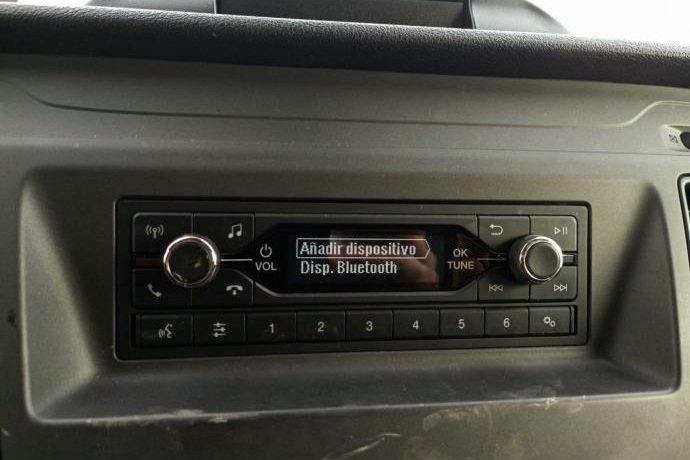 Añadir dispositivo
Disp. Bluetooth
VOL
OK
TUNE
1 2 3 4 5 6